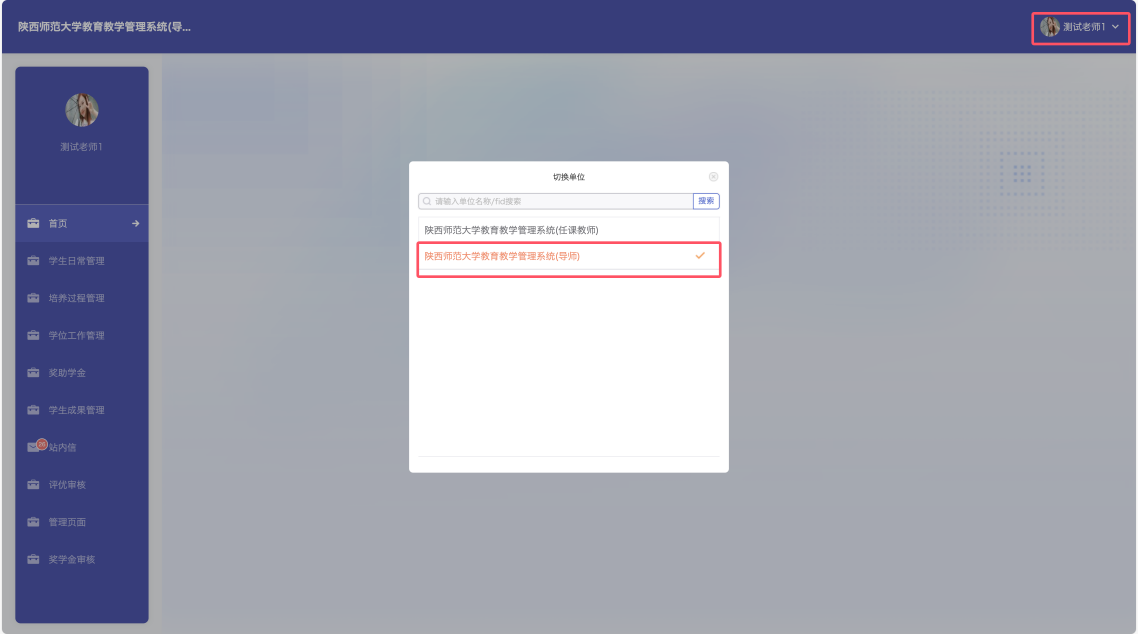 陕西师范大学教育教学管理系统(导...
测试老师1
测试老师1
首页
学生日常管理
培养过程管理
学位工作管理
奖助学金
学生成果管理
26
站内信
评优审核
管理页面
奖学金审核
切换单位
请输入单位名称/fid搜索
搜索
陕西师范大学教育教学管理系统(任课教师)
陕西师范大学教育教学管理系统(导师)